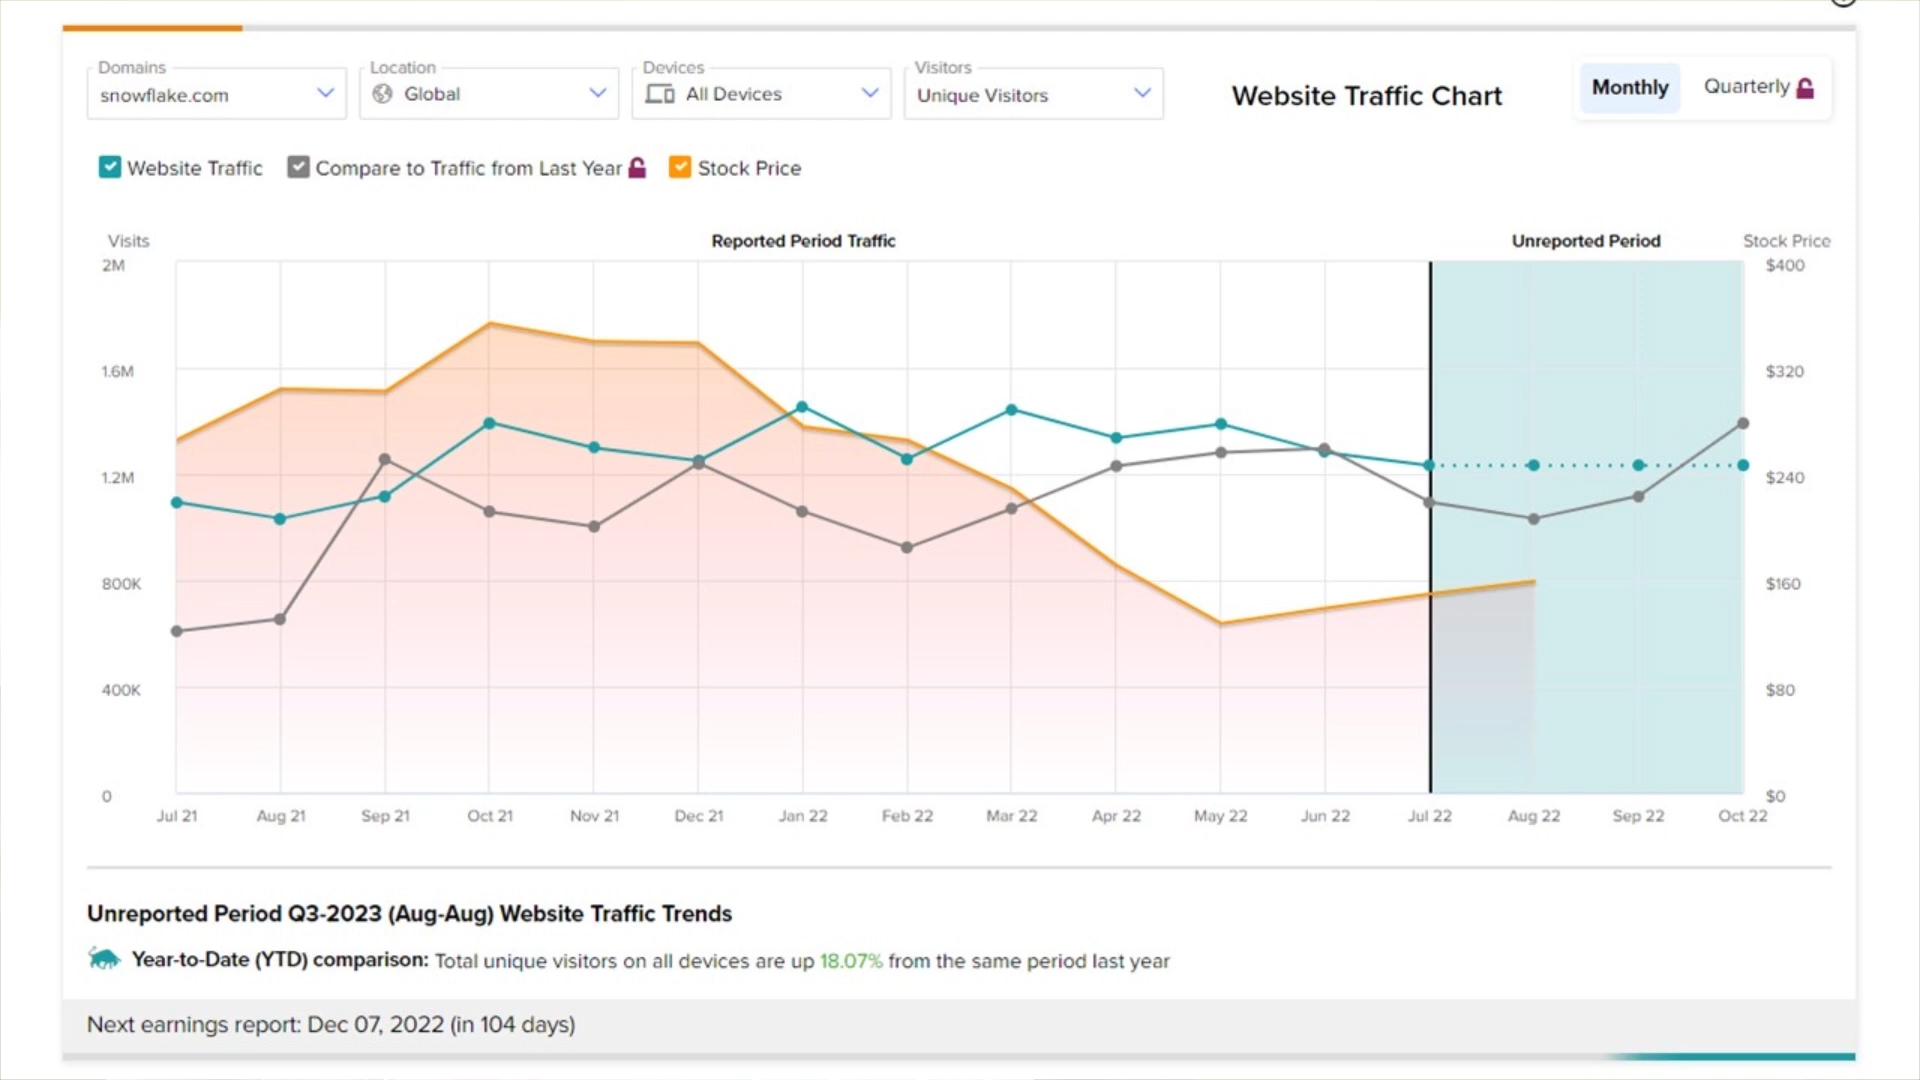 Domains Location Devices Visitors
snowflake.com Global All Devices Unique Visitors Website Traffic Chart Monthly Quarterly
Website Traffic Compare to Traffic from Last Year Stock Price
Visits Reported Period Traffic Unreported Period Stock Price
2M $400
1.6M $320
1.2M $240
800K $160
400K $80
0 $0
Jul 21 Aug 21 Sep 21 Oct 21 Nov 21 Dec 21 Jan 22 Feb 22 Mar 22 Apr 22 May 22 Jun 22 Jul 22 Aug 22 Sep 22 Oct 22
Unreported Period Q3-2023 (Aug-Aug) Website Traffic Trends
Year-to-Date (YTD) comparison: Total unique visitors on all devices are up 18.07% from the same period last year
Next earnings report: Dec 07, 2022 (in 104 days)